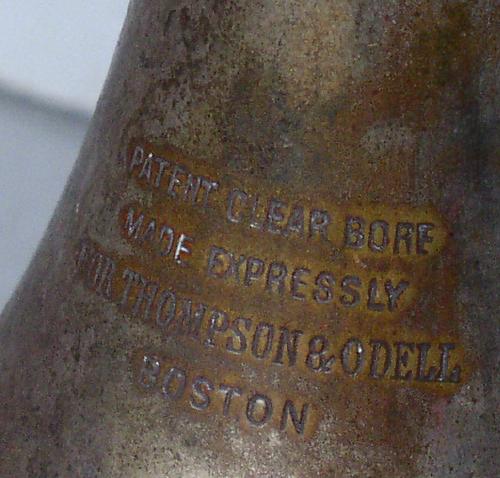 PATENT CLEAR BORE
MADE EXPRESSLY
FOR THOMPSON & ODELL
BOSTON